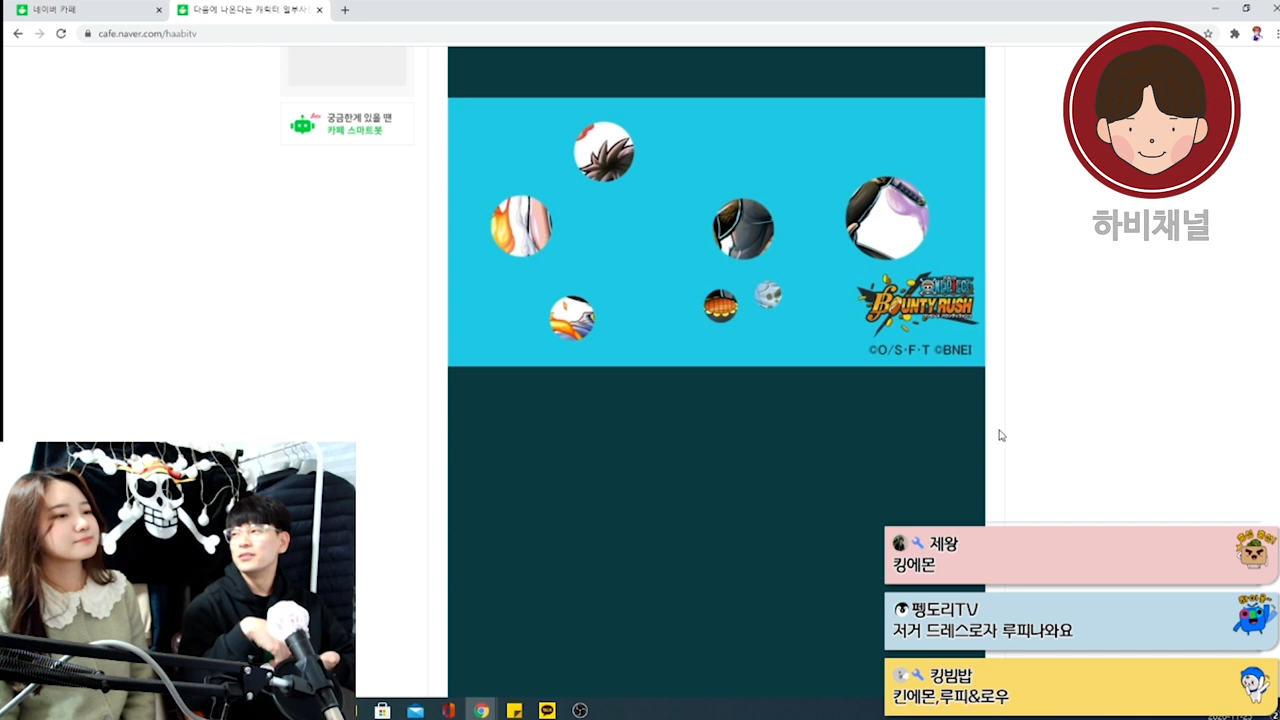 네이버 카페
다음에 나온다는 캐릭터 일부사
cafe.naver.com/haabitv
궁금한게 있을 땐
카페 스마트봇
ONE PIECE
BOUNTY RUSH
©O/S·F·T ©BNEI
하비채널
제왕
킹에몬
펭도리TV
저거 드레스로자 루피나와요
킹빔밥
킨에몬,루피&로우